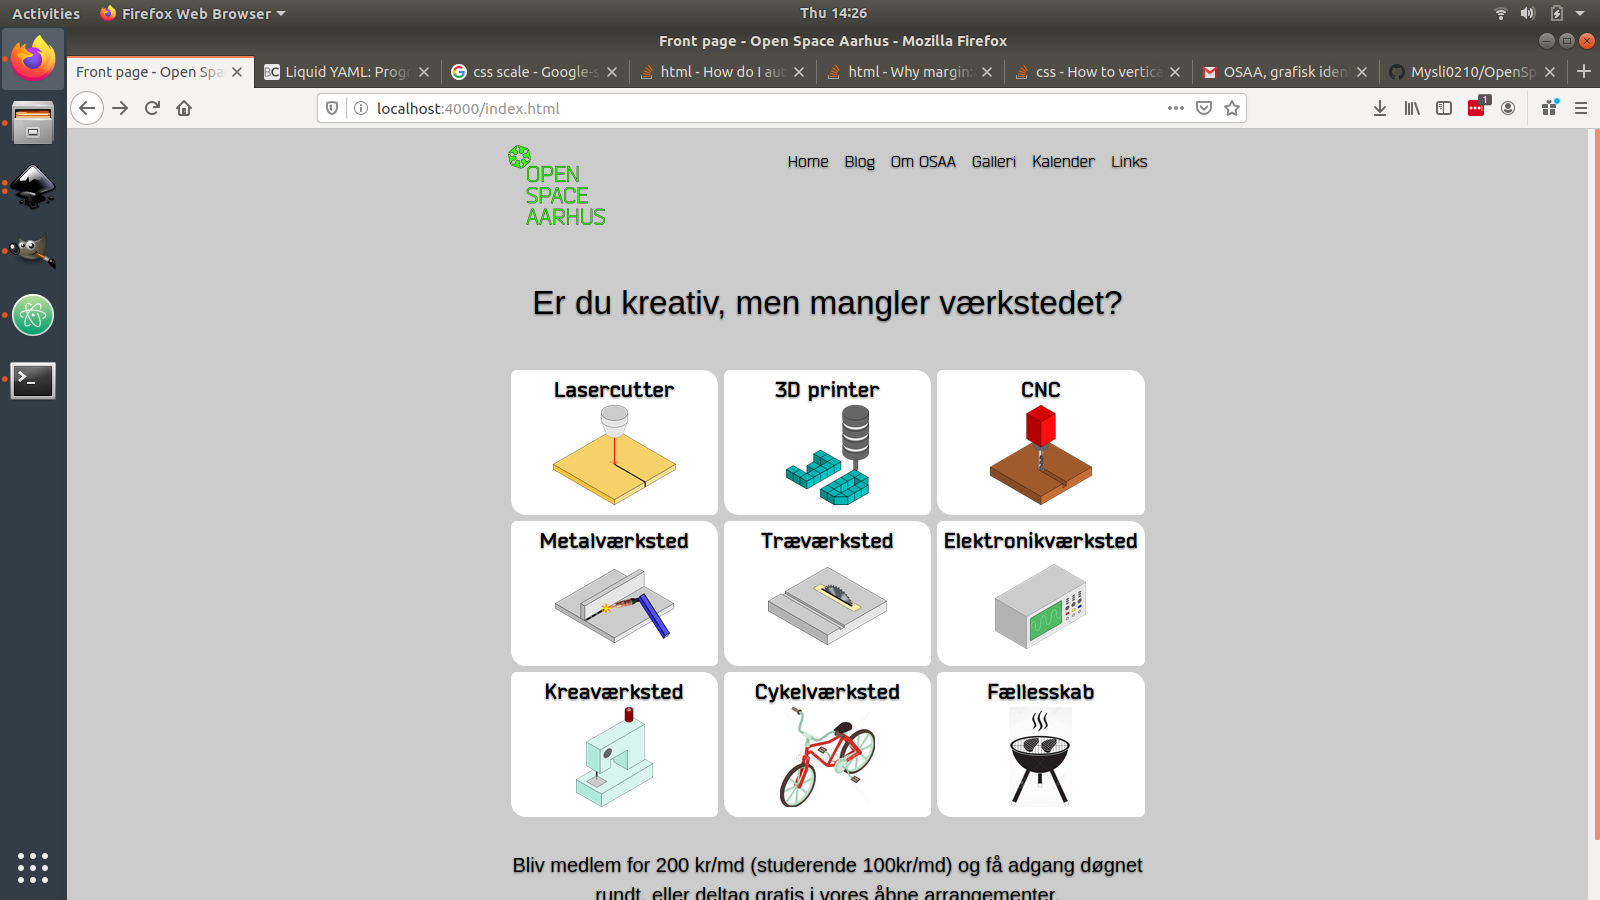 Activities Firefox Web Browser Thu 14:26
Front page - Open Space Aarhus - Mozilla Firefox
Front page - Open Spa BC Liquid YAML: Prog css scale - Google-s html - How do I aut html - Why margin: css - How to vertica OSAA, grafisk iden Mysli0210/OpenSp
localhost:4000/index.html 1
OPEN
SPACE
AARHUS
Home Blog Om OSAA Galleri Kalender Links
Er du kreativ, men mangler værkstedet?
Lasercutter 3D printer CNC
Metalværksted Træværksted Elektronikværksted
Kreaværksted Cykelværksted Fællesskab
Bliv medlem for 200 kr/md (studerende 100kr/md) og få adgang døgnet
rundt, eller deltag gratis i vores åbne arrangementer.